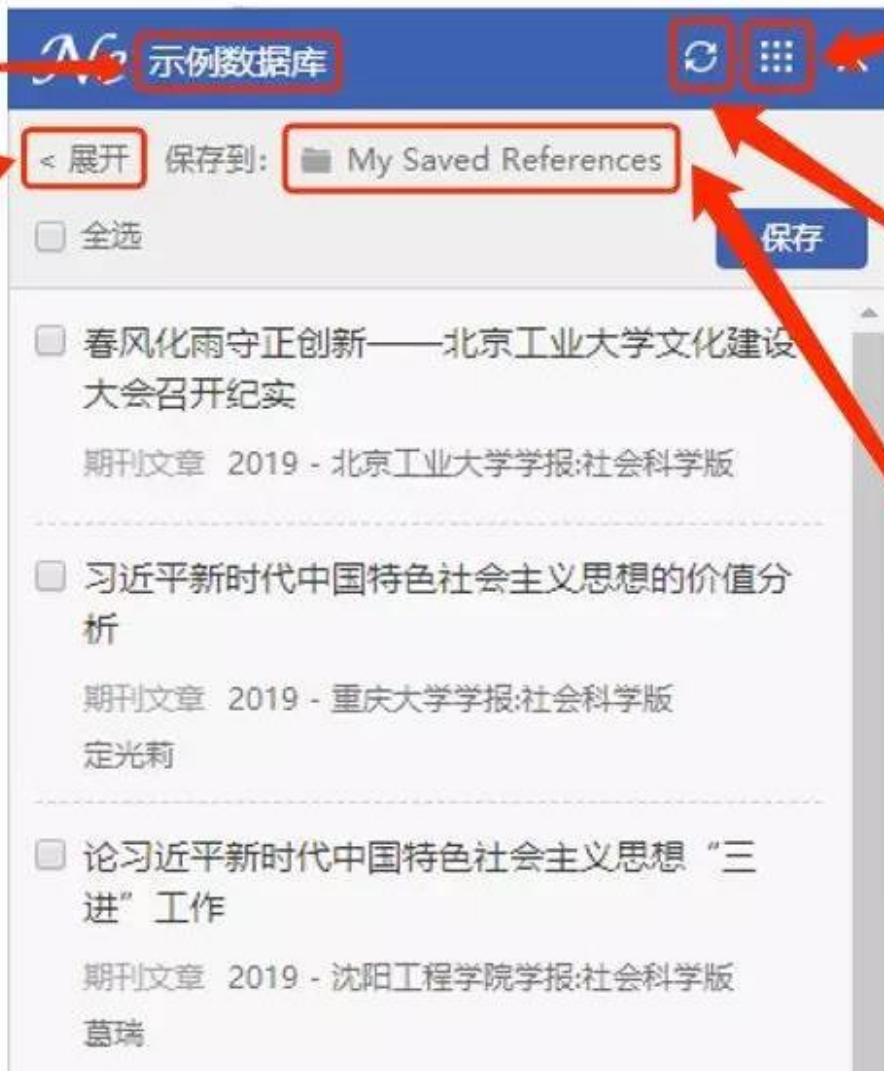 Ne 示例数据库
< 展开 保存到: My Saved References
全选 保存
春风化雨守正创新——北京工业大学文化建设
大会召开纪实
期刊文章 2019 - 北京工业大学学报:社会科学版
习近平新时代中国特色社会主义思想的价值分
析
期刊文章 2019 - 重庆大学学报:社会科学版
定光莉
论习近平新时代中国特色社会主义思想“三
进”工作
期刊文章 2019 - 沈阳工程学院学报:社会科学版
葛瑞